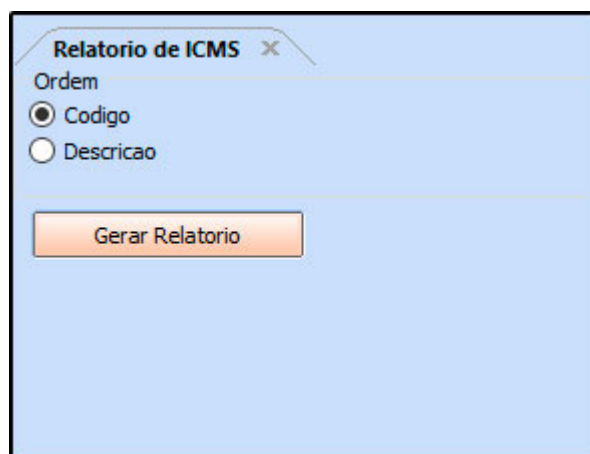 Relatorio de ICMS
Ordem
Codigo
Descricao
Gerar Relatorio